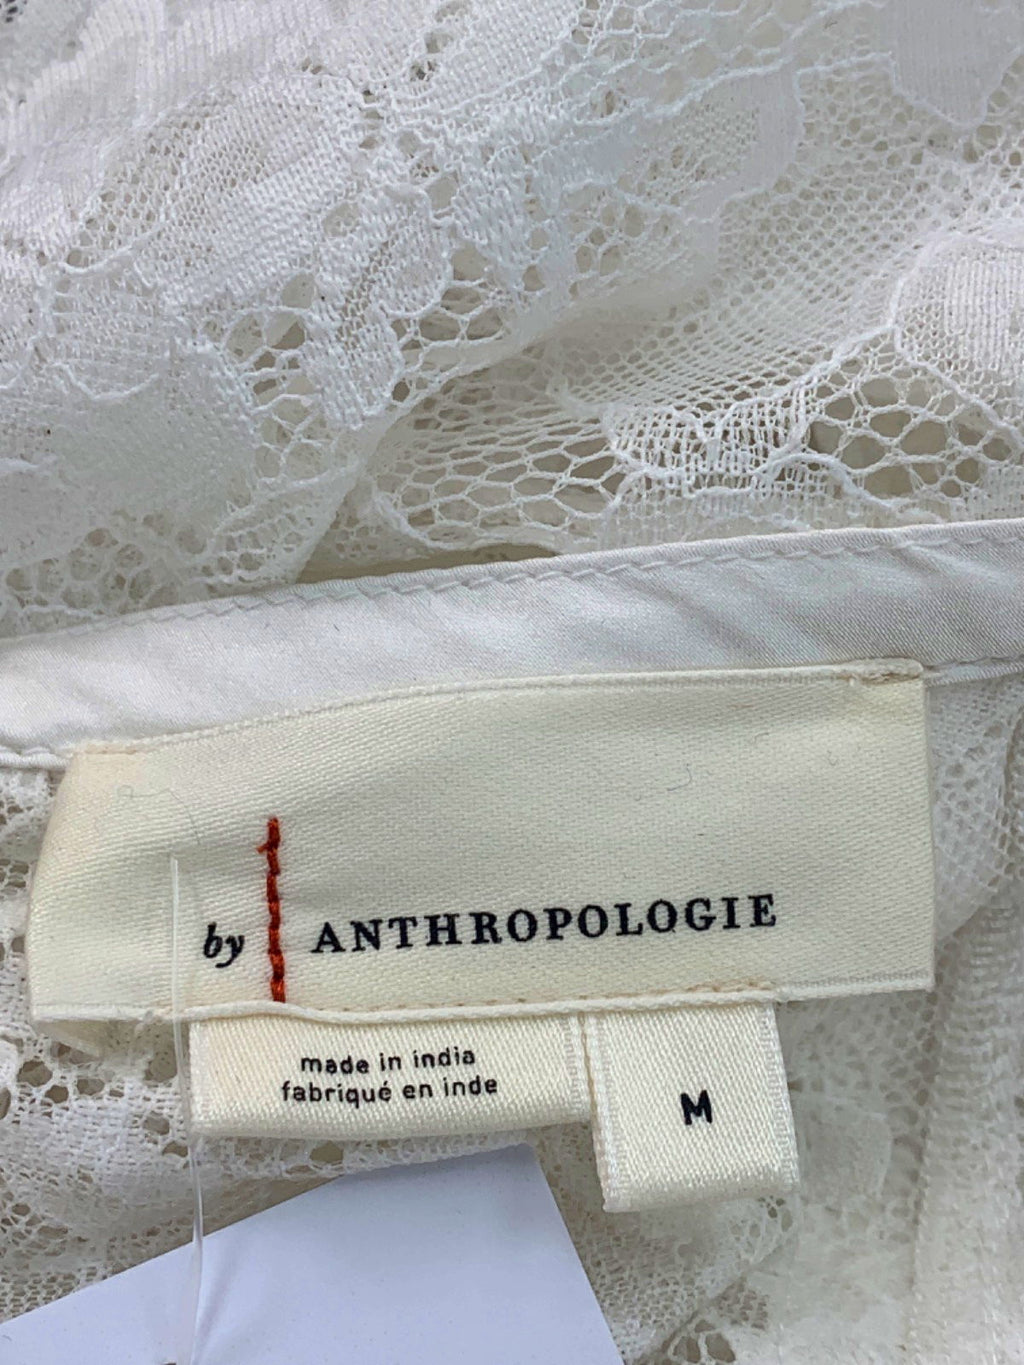 by ANTHROPOLOGIE
made in india
fabriqué en inde
M